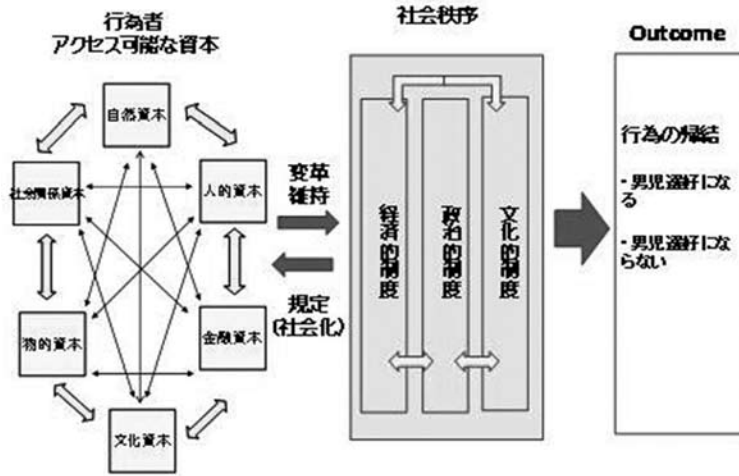 行為者
アクセス可能な資本
自然資本
社会関係資本
人的資本
物的資本
金融資本
文化資本
変革
維持
規定
(社会化)
社会秩序
経済的制度
政治的制度
文化的制度
Outcome
行為の帰結
・男児選好にな
る
・男児選好にな
らない